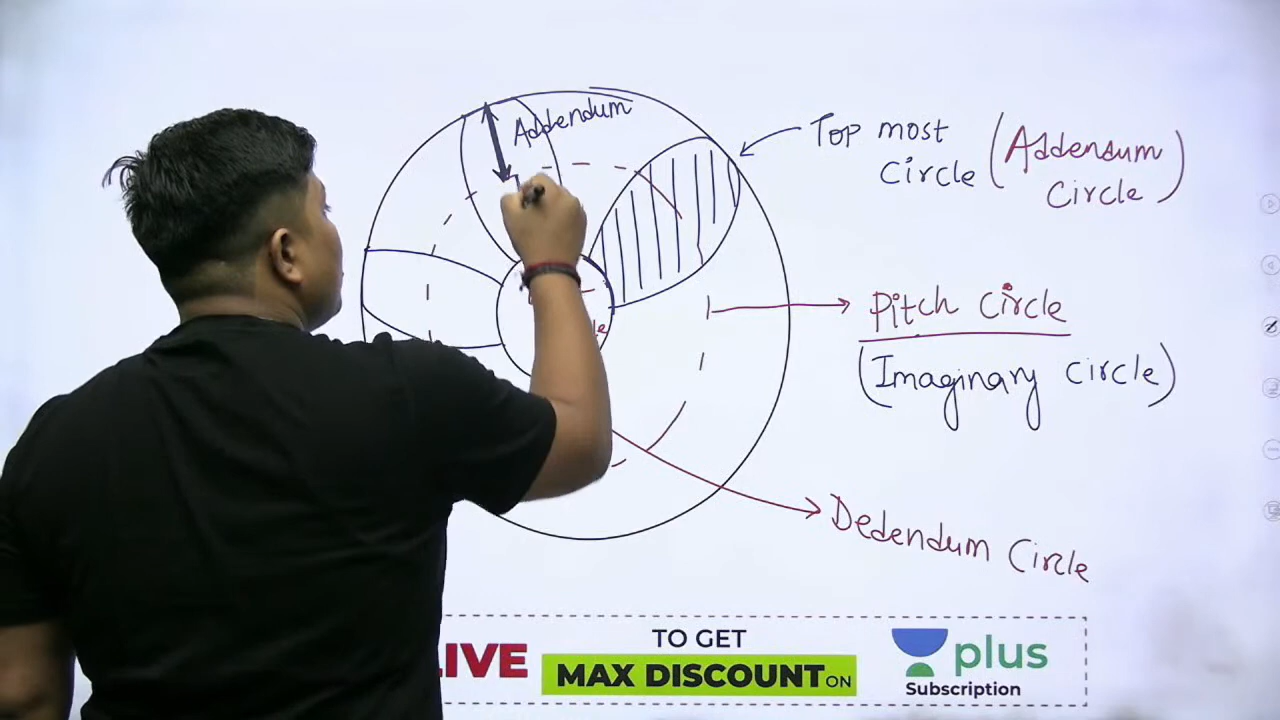 Addendum
Top most
Circle (Addendum
Circle)
Pitch Circle
(Imaginary Circle)
Dedendum Circle
LIVE
TO GET
MAX DISCOUNT ON
plus
Subscription